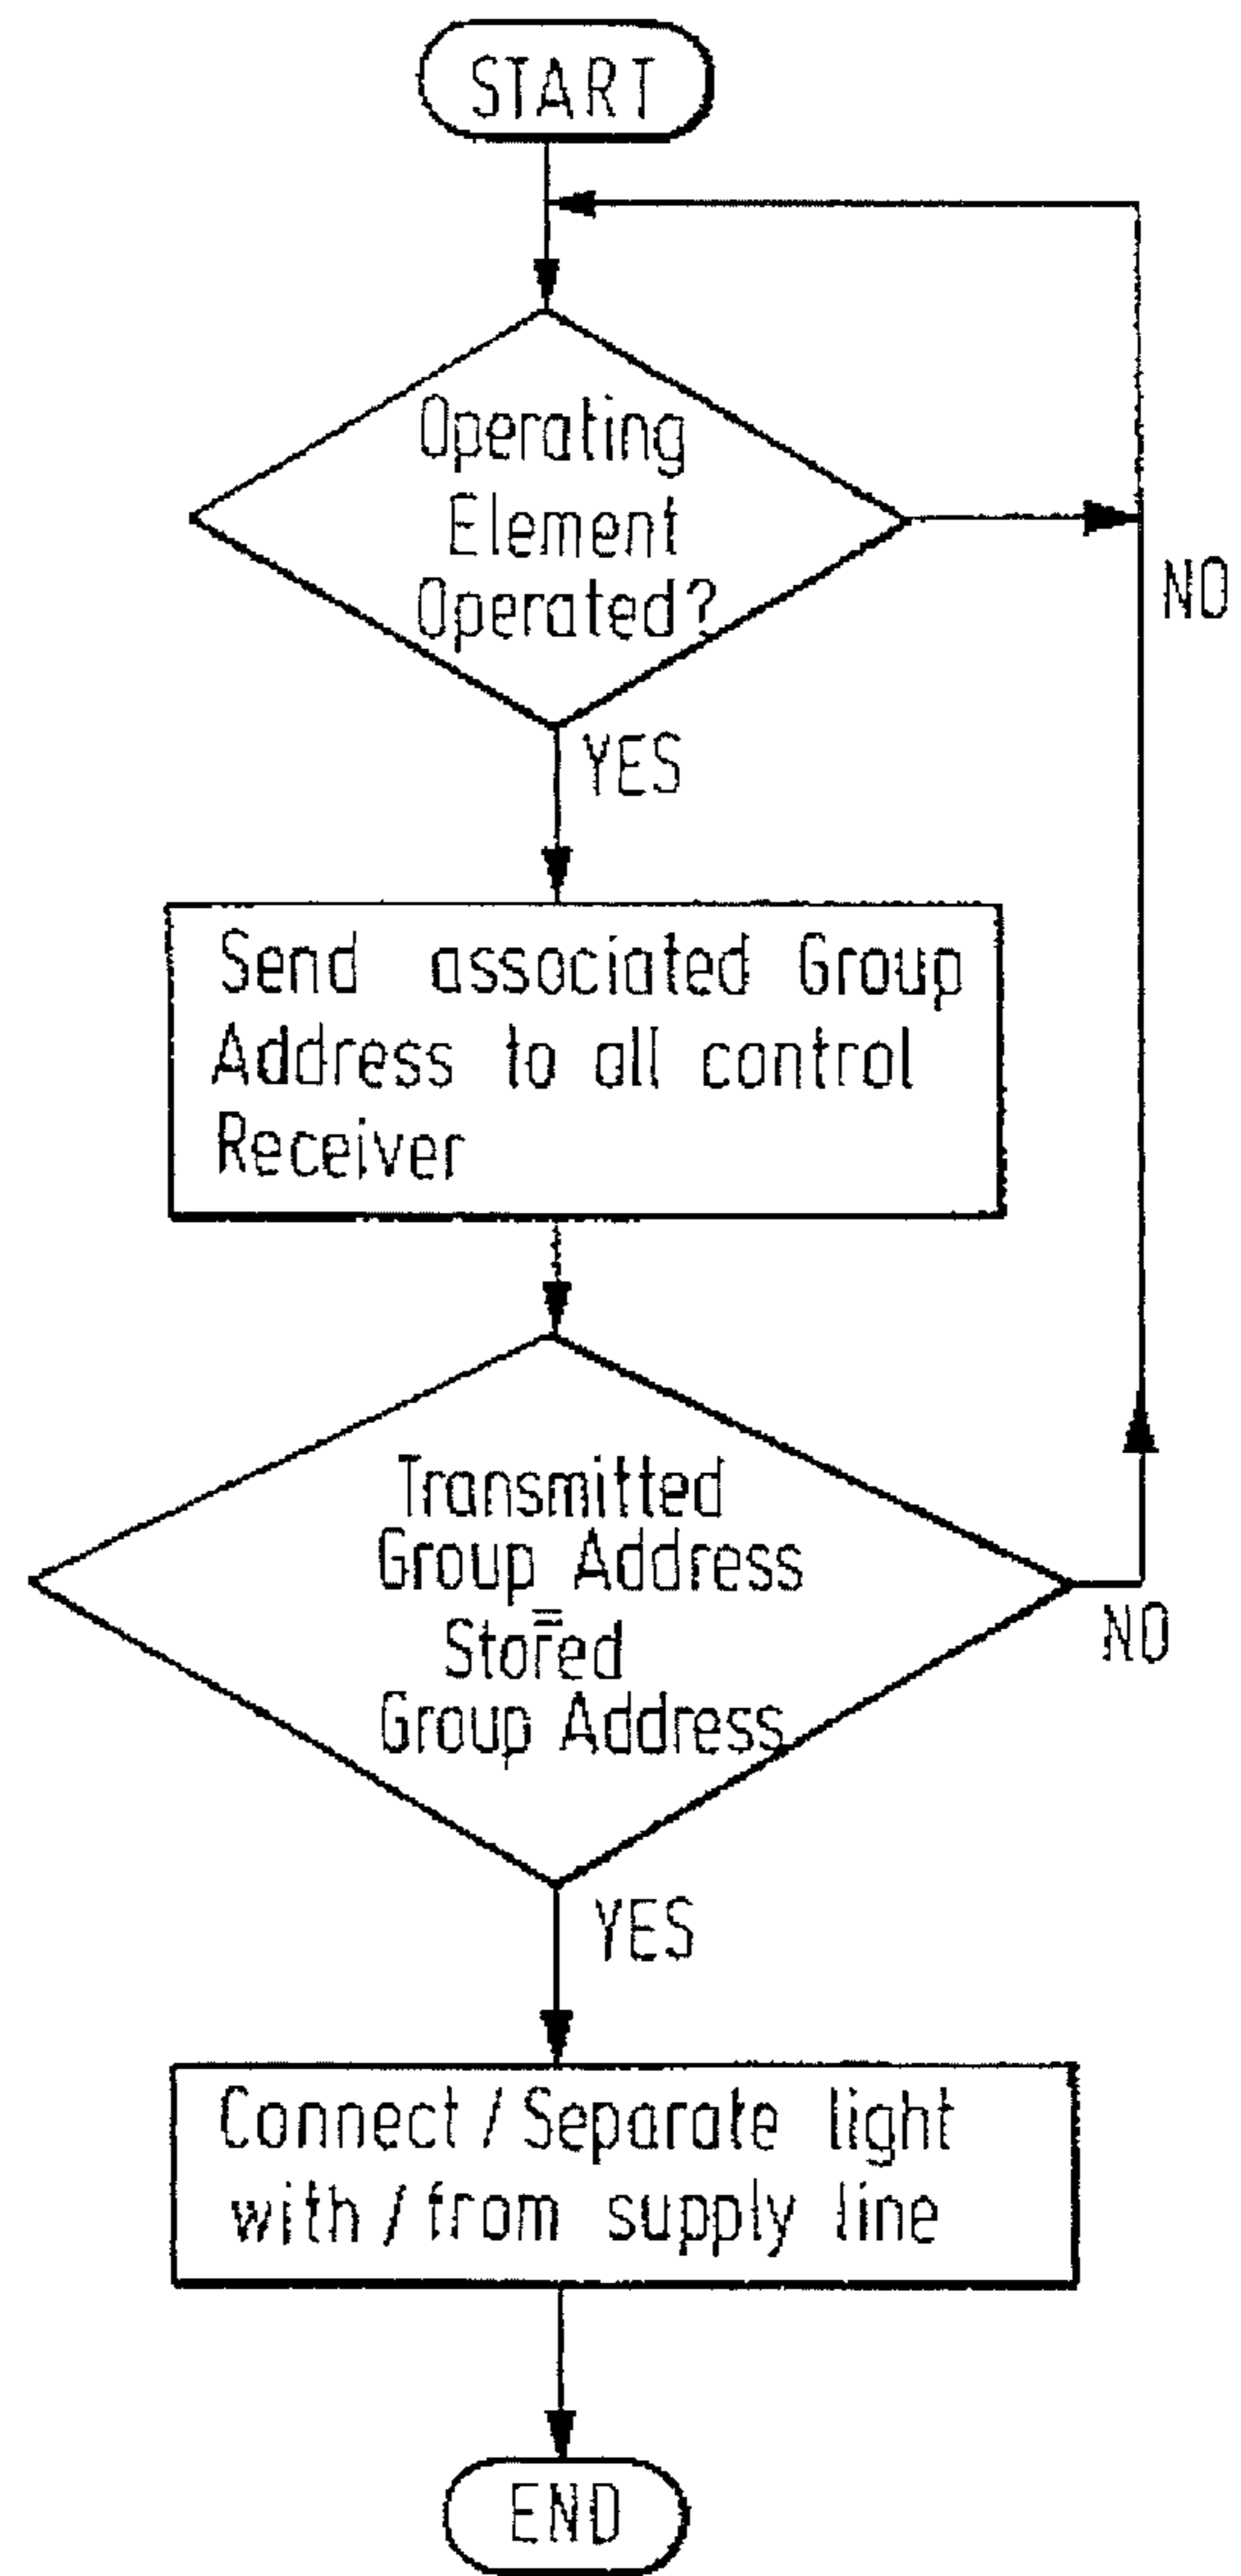 START
Operating
Element
Operated?
NO
YES
Send associated Group
Address to all control
Receiver
Transmitted
Group Address
=
Stored
Group Address
NO
YES
Connect / Separate light
with / from supply line
END